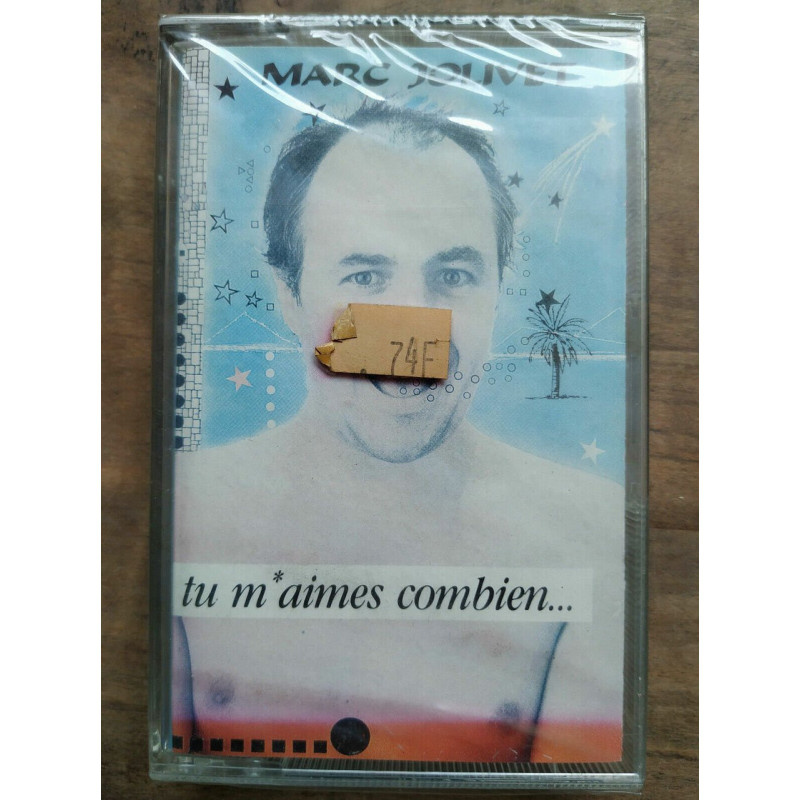 MARC JOLIVET
74F
tu m*aimes combien...